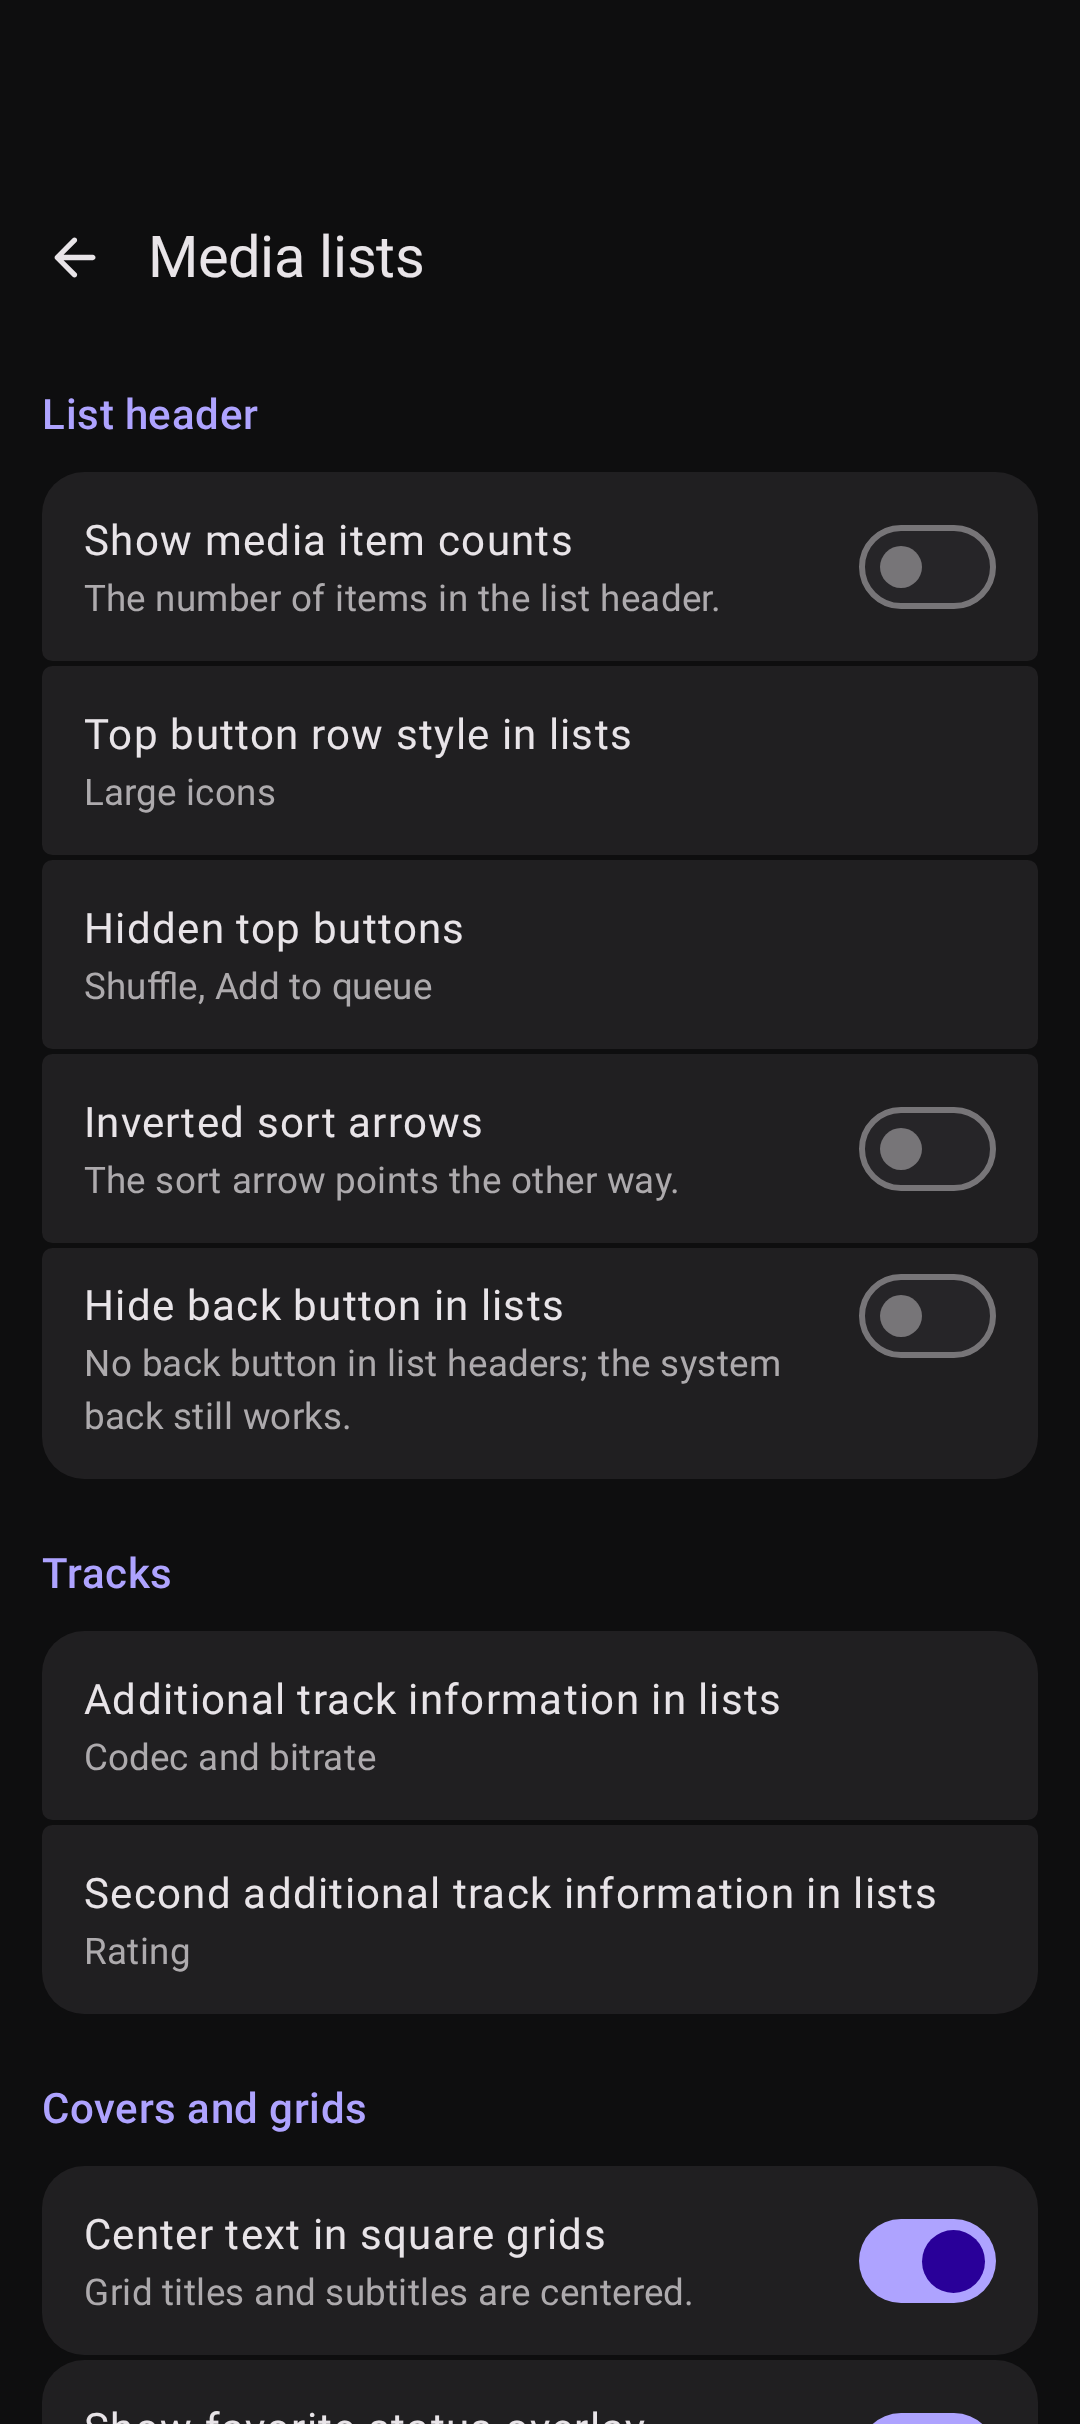 Media lists
List header
Show media item counts
The number of items in the list header.
Top button row style in lists
Large icons
Hidden top buttons
Shuffle, Add to queue
Inverted sort arrows
The sort arrow points the other way.
Hide back button in lists
No back button in list headers; the system
back still works.
Tracks
Additional track information in lists
Codec and bitrate
Second additional track information in lists
Rating
Covers and grids
Center text in square grids
Grid titles and subtitles are centered.
Show favorite status overlay